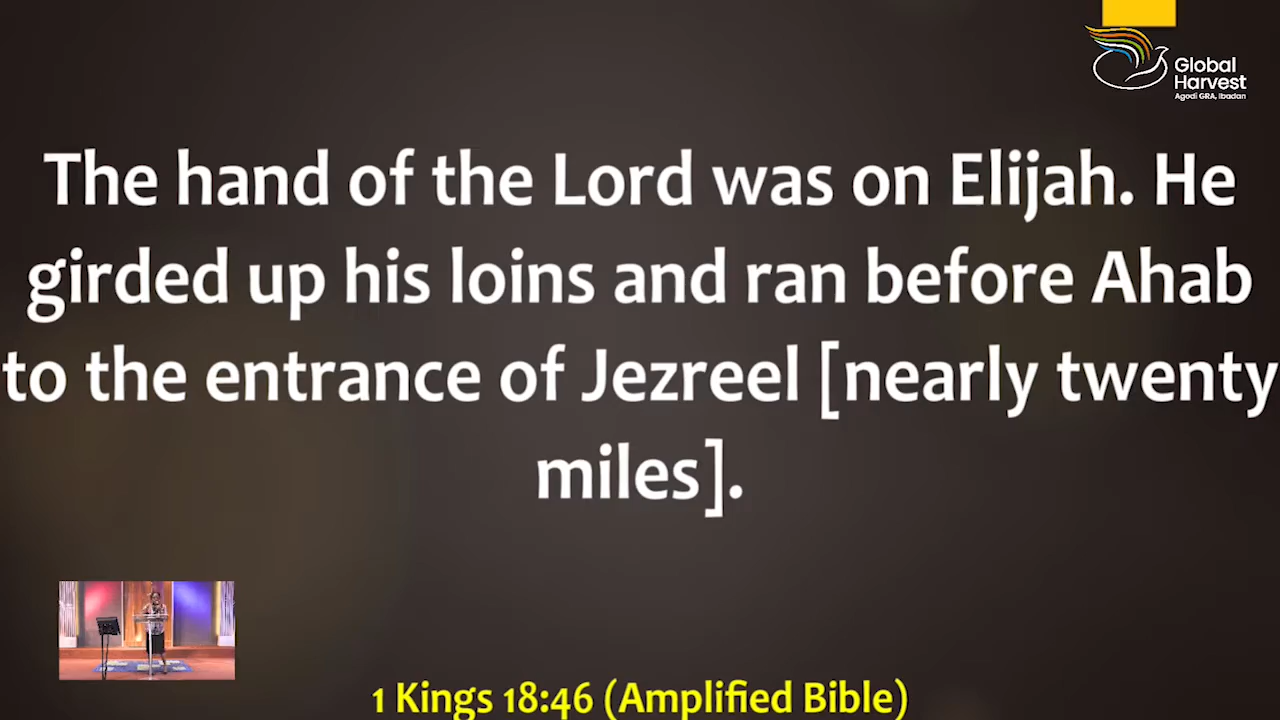 Global
Harvest
Agodi GRA, Ibadan
The hand of the Lord was on Elijah. He
girded up his loins and ran before Ahab
to the entrance of Jezreel [nearly twenty
miles].
1 Kings 18:46 (Amplified Bible)